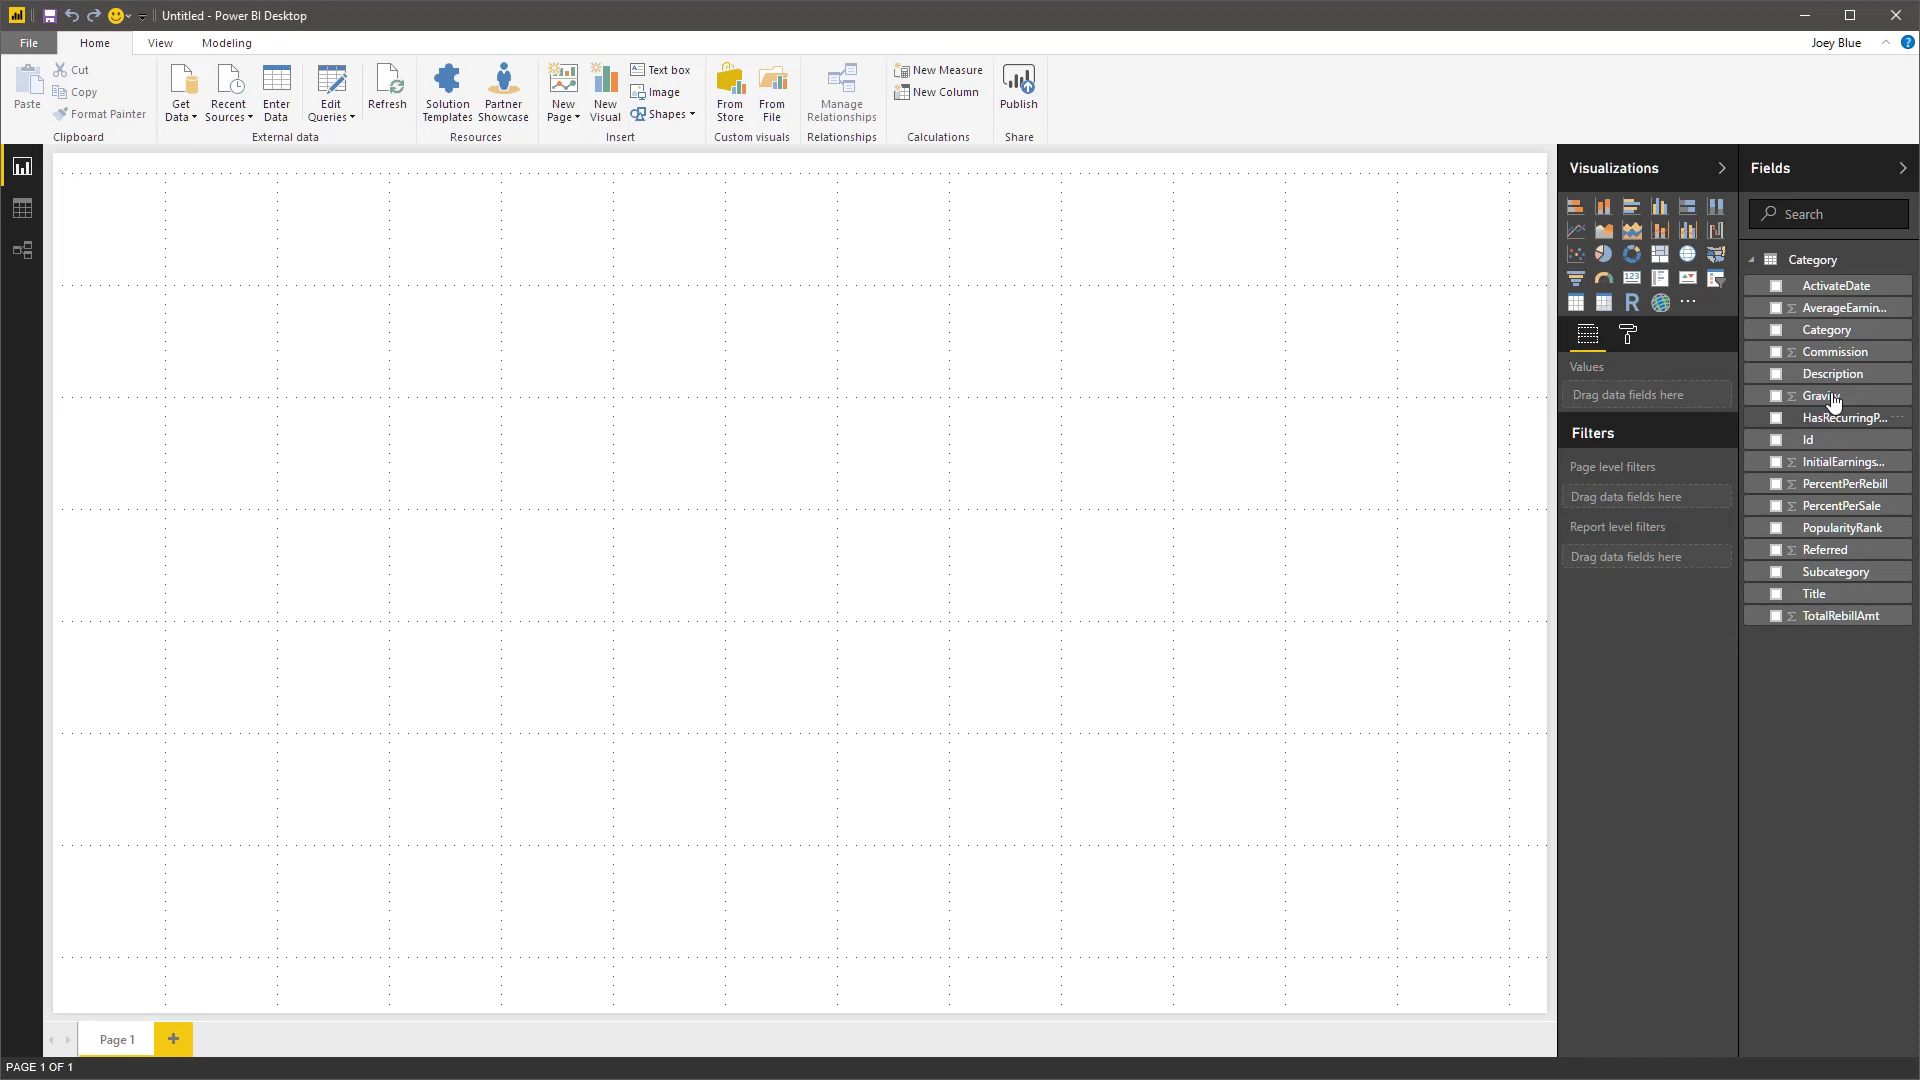 Untitled - Power BI Desktop
File Home View Modeling Joey Blue
Paste
Cut
Copy
Format Painter
Clipboard
Get Data
Recent Sources
Enter Data
Edit Queries
Refresh
External data
Solution Templates
Partner Showcase
Resources
New Page
New Visual
Text box
Image
Shapes
Insert
From Store
From File
Custom visuals
Manage Relationships
Relationships
New Measure
New Column
Calculations
Publish
Share
Visualizations
123
R
Values
Drag data fields here
Filters
Page level filters
Drag data fields here
Report level filters
Drag data fields here
Fields
Search
Category
ActivateDate
Σ AverageEarnin...
Category
Σ Commission
Description
Σ Gravity
HasRecurringP...
Id
Σ InitialEarnings...
Σ PercentPerRebill
Σ PercentPerSale
PopularityRank
Σ Referred
Subcategory
Title
Σ TotalRebillAmt
Page 1
PAGE 1 OF 1